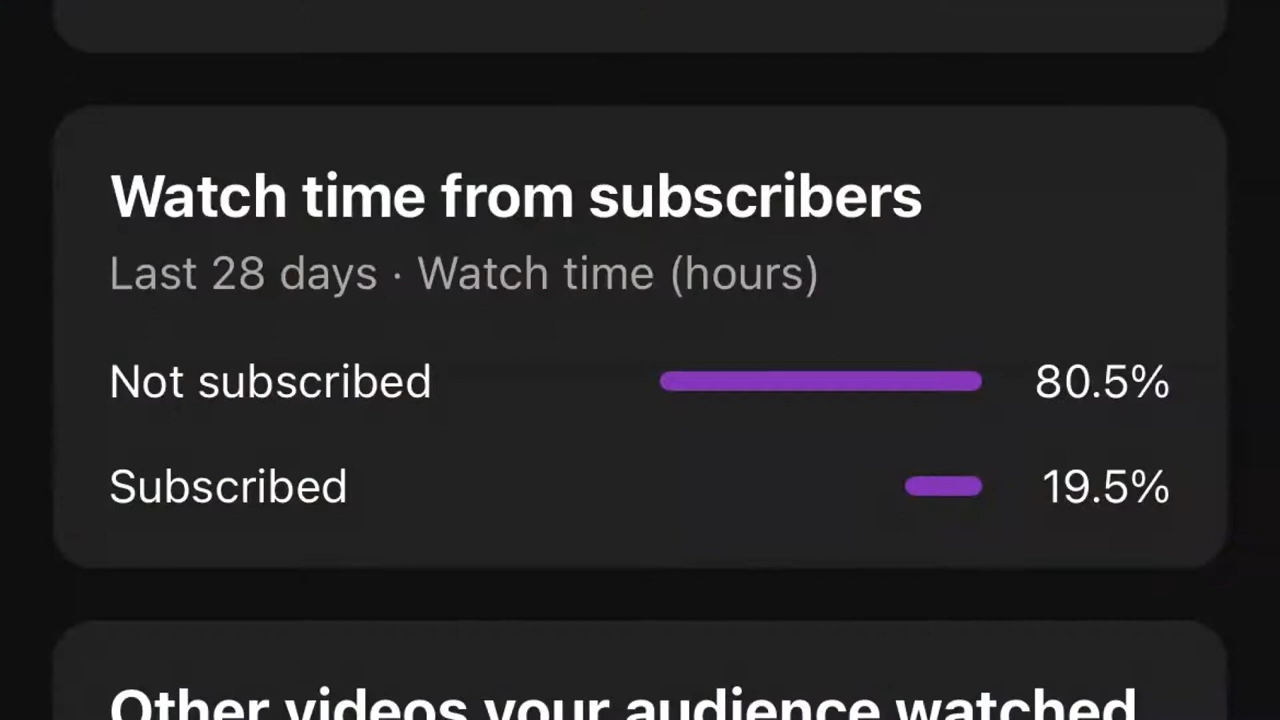 Watch time from subscribers
Last 28 days · Watch time (hours)
Not subscribed 80.5%
Subscribed 19.5%
Other videos your audience watched